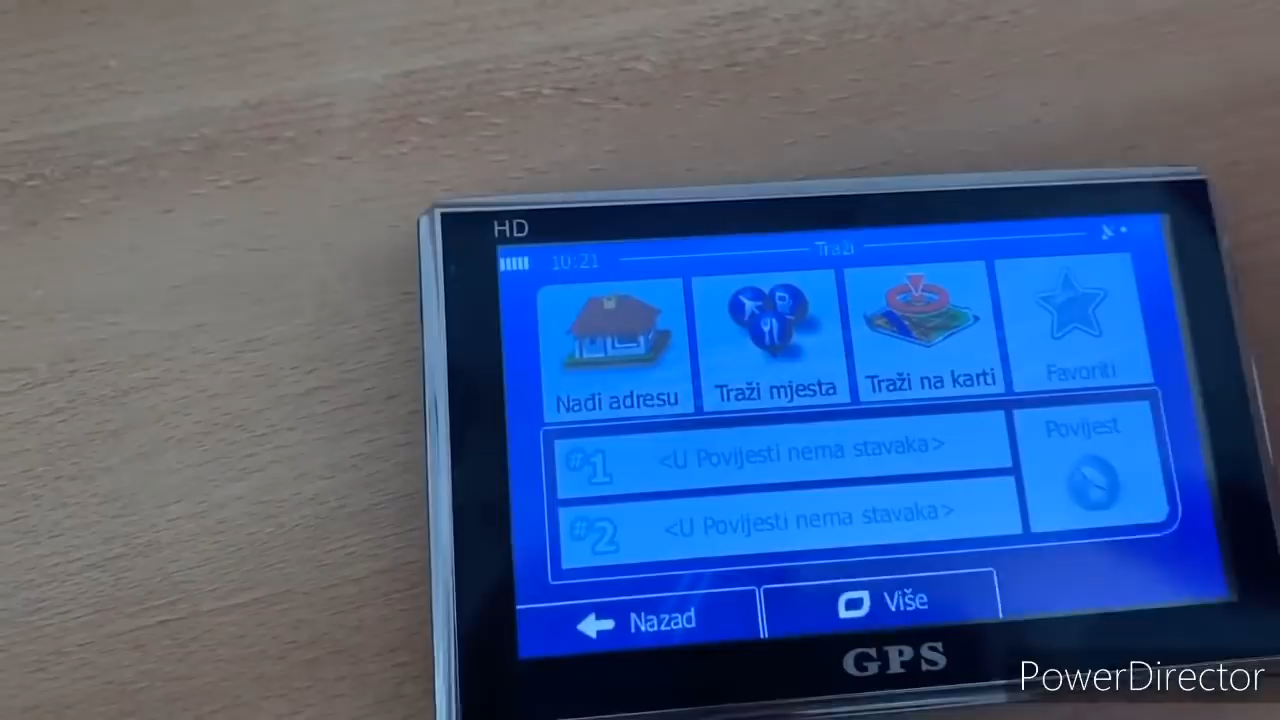 HD
10:21
Traži
Nađi adresu
Traži mjesta
Traži na karti
Favoriti
#1 <U Povijesti nema stavaka>
Povijest
#2 <U Povijesti nema stavaka>
Nazad
Više
GPS
PowerDirector